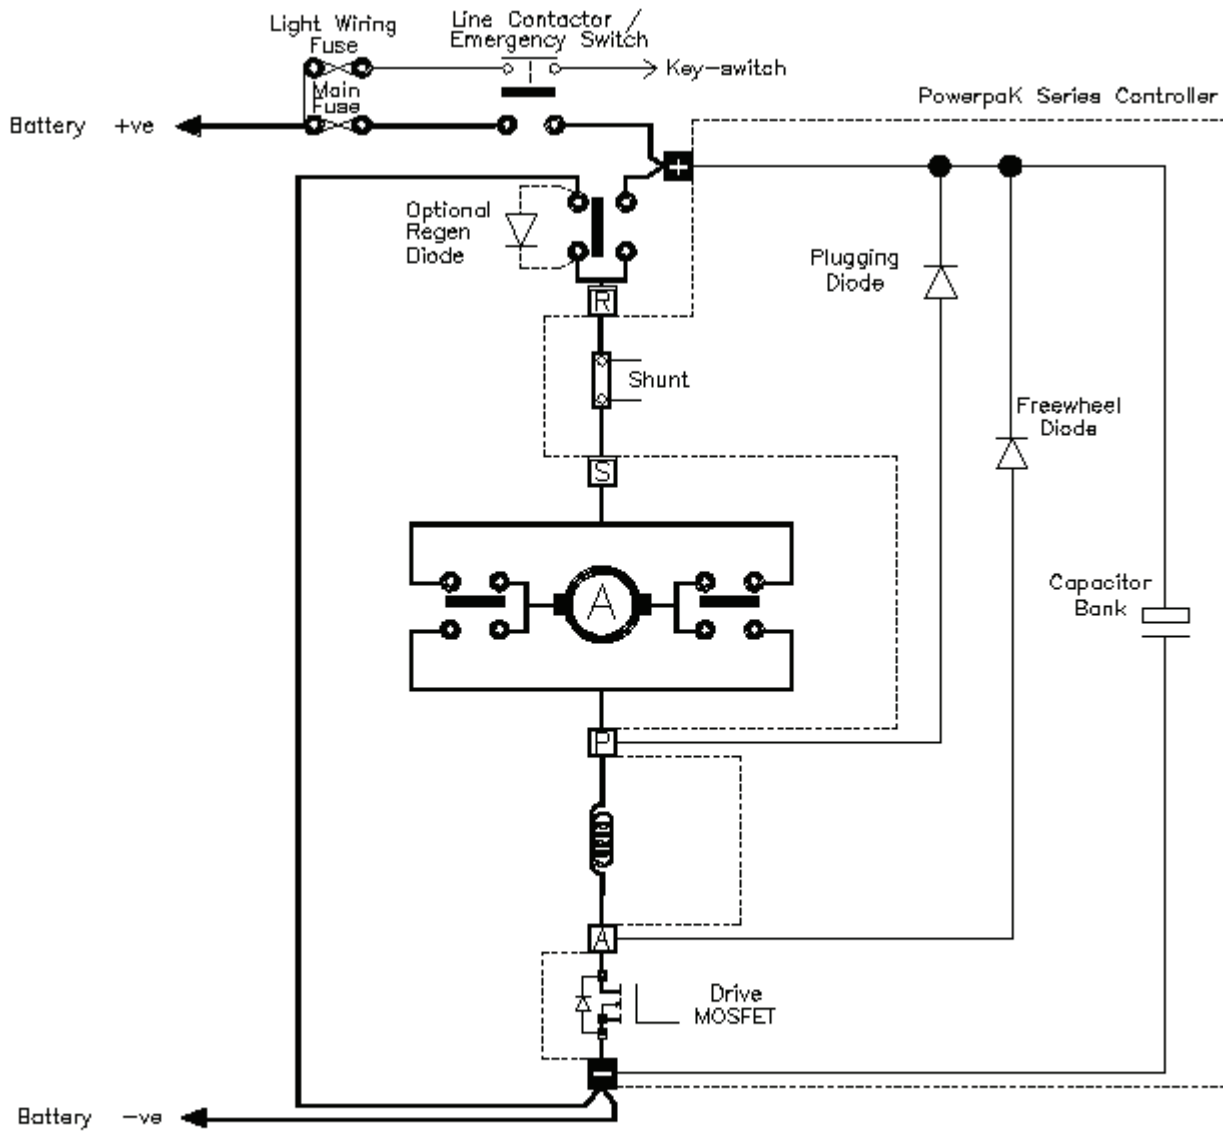 Light Wiring
Fuse
Line Contactor /
Emergency Switch
Key-switch
Main
Fuse
PowerpaK Series Controller
Battery +ve
+
Optional
Regen
Diode
R
Plugging
Diode
Shunt
Freewheel
Diode
S
A
Capacitor
Bank
P
A
Drive
MOSFET
-
Battery -ve